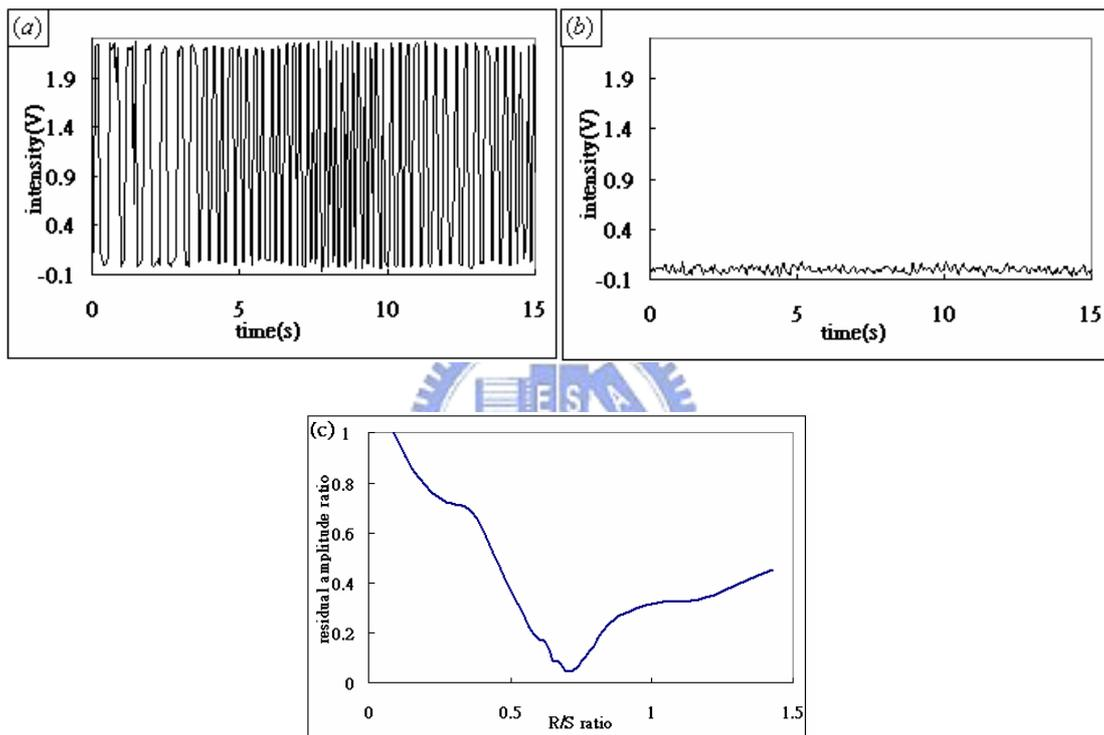 (a)
intensity(V)
1.9
1.4
0.9
0.4
-0.1
0 5 10 15
time(s)
(b)
intensity(V)
1.9
1.4
0.9
0.4
-0.1
0 5 10 15
time(s)
E S A
(c)
residual amplitude ratio
1
0.8
0.6
0.4
0.2
0
0 0.5 1 1.5
R/S ratio